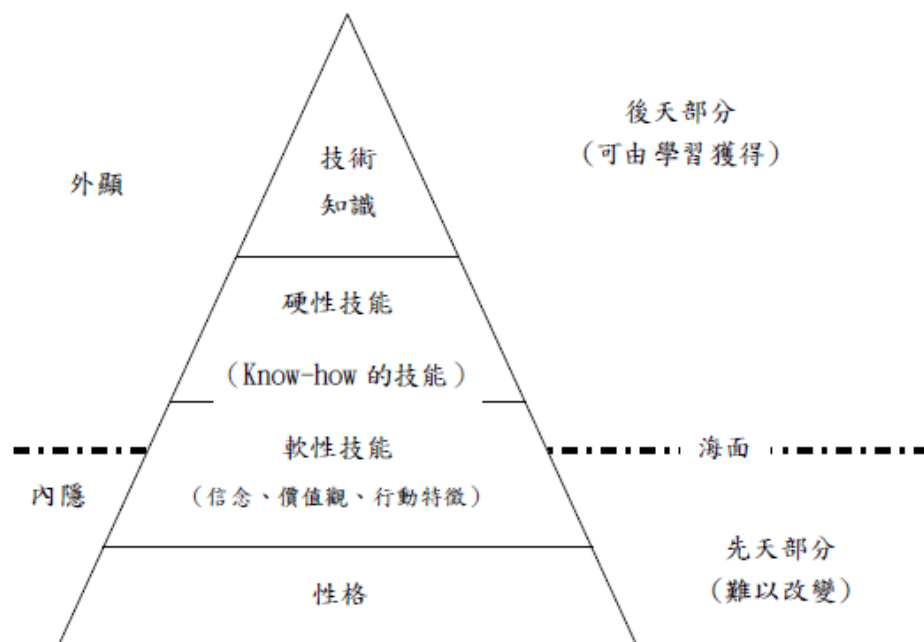 後天部分
(可由學習獲得)
外顯
技術
知識
硬性技能
(Know-how 的技能)
軟性技能
海面
(信念、價值觀、行動特徵)
內隱
先天部分
(難以改變)
性格